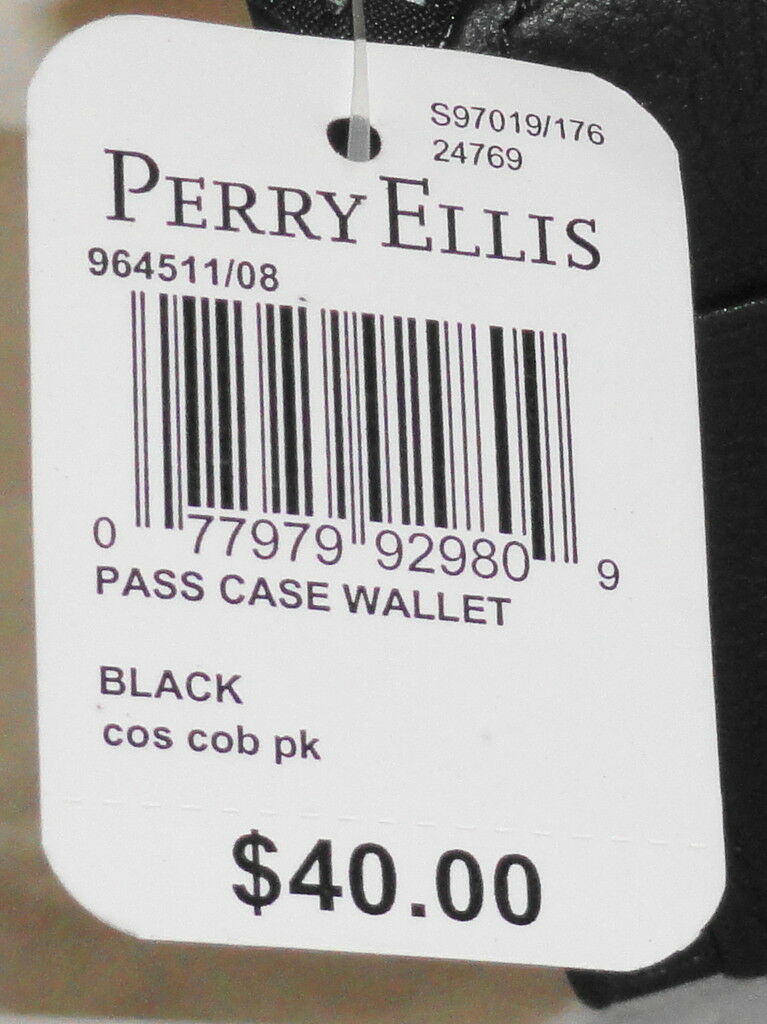 S97019/176
24769
PERRY ELLIS
964511/08
0 77979 92980 9
PASS CASE WALLET
BLACK
cos cob pk
$40.00